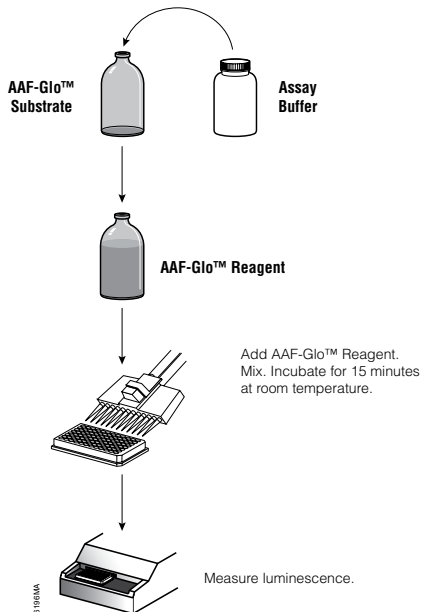 AAF-Glo™
Substrate
Assay
Buffer
AAF-Glo™ Reagent
Add AAF-Glo™ Reagent.
Mix. Incubate for 15 minutes
at room temperature.
Measure luminescence.